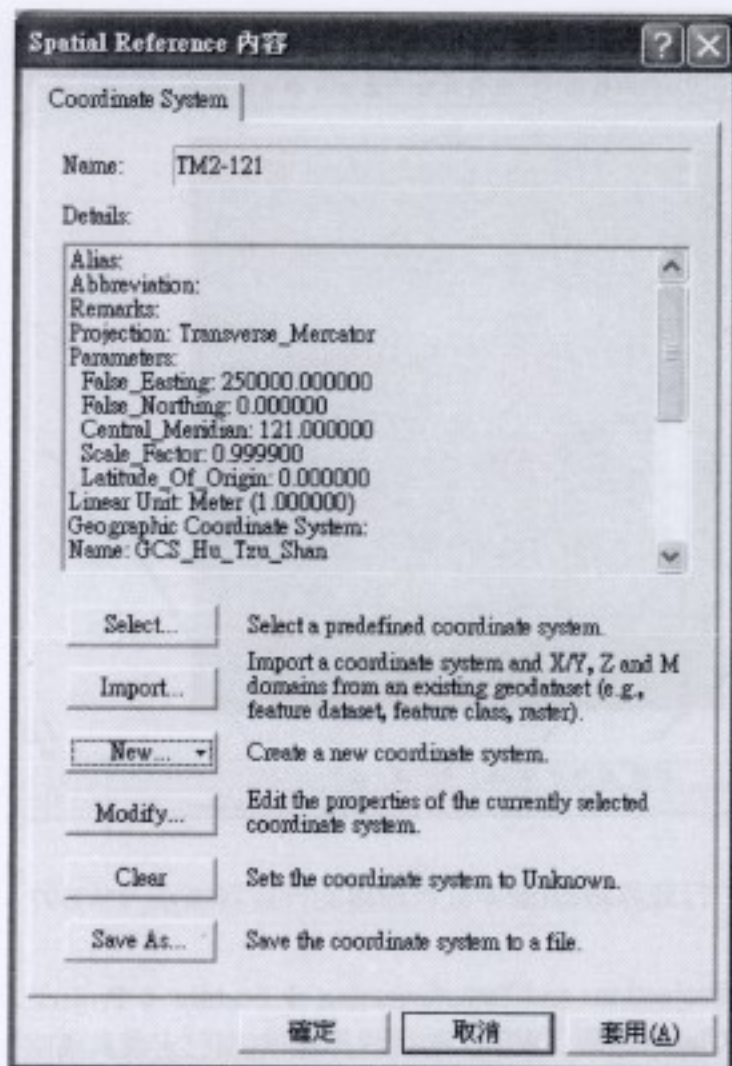 Spatial Reference 內容
Coordinate System
Name: TM2-121
Details:
Alias:
Abbreviation:
Remarks:
Projection: Transverse_Mercator
Parameters:
False_Easting: 250000.000000
False_Northing: 0.000000
Central_Meridian: 121.000000
Scale_Factor: 0.999900
Latitude_Of_Origin: 0.000000
Linear Unit: Meter (1.000000)
Geographic Coordinate System:
Name: GCS_Hu_Tzu_Shan
Select... Select a predefined coordinate system.
Import... Import a coordinate system and X/Y, Z and M
domains from an existing geodataset (e.g.,
feature dataset, feature class, raster).
New... Create a new coordinate system.
Modify... Edit the properties of the currently selected
coordinate system.
Clear Sets the coordinate system to Unknown.
Save As... Save the coordinate system to a file.
確定 取消 套用(A)